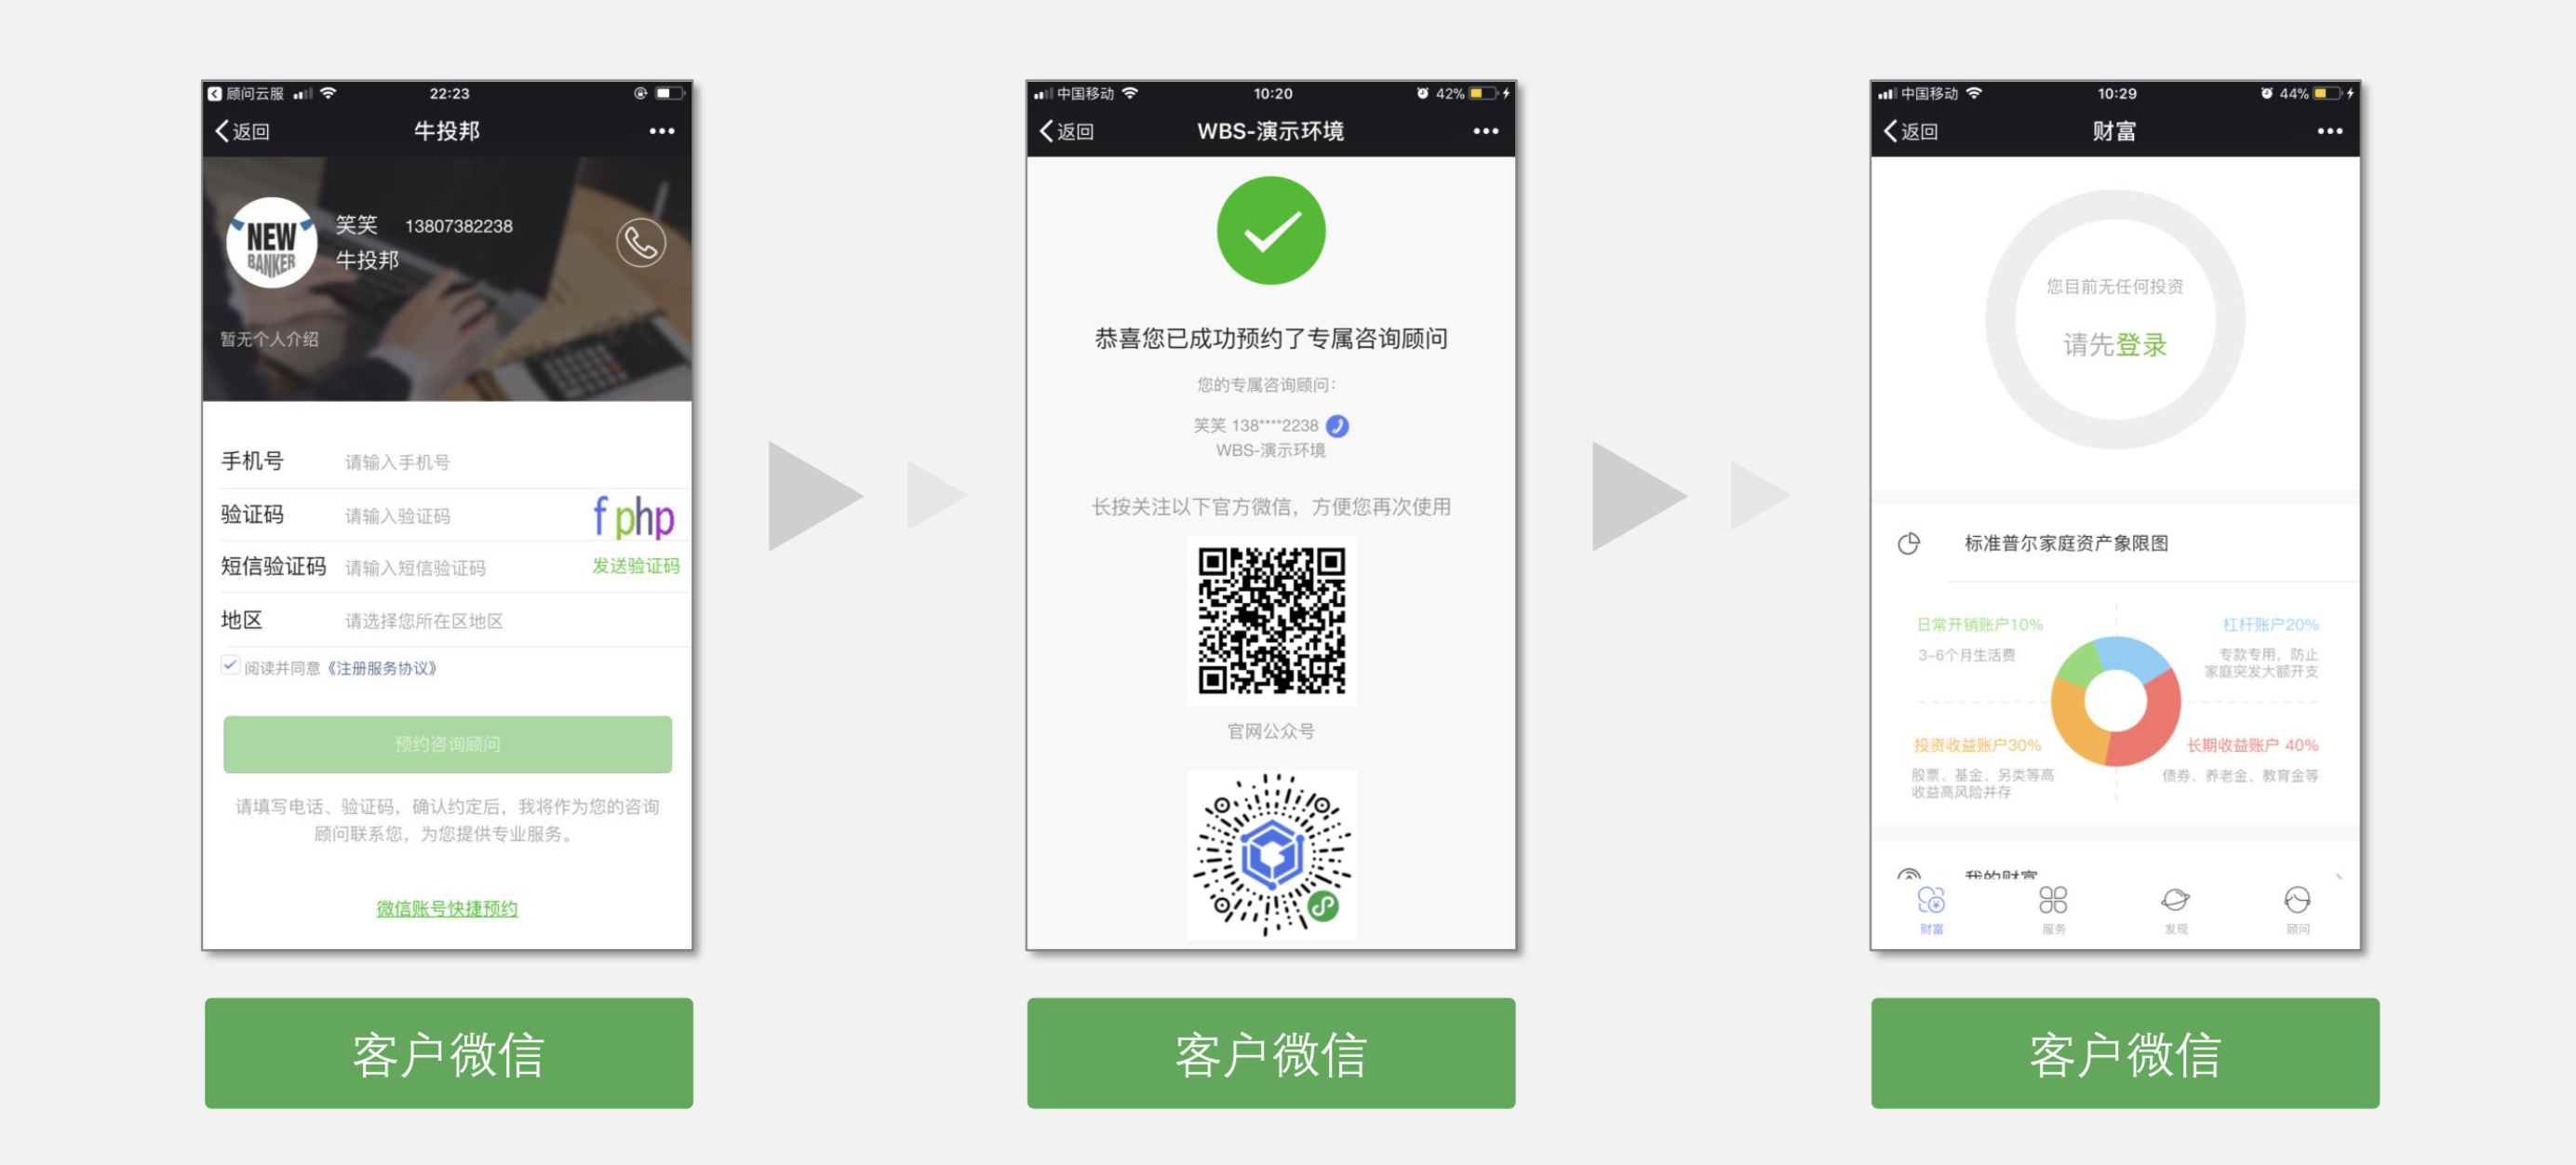 顾问云服
22:23
返回
牛投邦
NEW
BANKER
笑笑 13807382238
牛投邦
暂无个人介绍
手机号 请输入手机号
验证码 请输入验证码 f php
短信验证码 请输入短信验证码 发送验证码
地区 请选择您所在区地区
阅读并同意《注册服务协议》
预约咨询顾问
请填写电话、验证码，确认约定后，我将作为您的咨询
顾问联系您，为您提供专业服务。
微信账号快捷预约
客户微信
中国移动 10:20 42%
返回 WBS-演示环境
恭喜您已成功预约了专属咨询顾问
您的专属咨询顾问：
笑笑 138****2238
WBS-演示环境
长按关注以下官方微信，方便您再次使用
官网公众号
客户微信
中国移动 10:29 44%
返回 财富
您目前无任何投资
请先登录
标准普尔家庭资产象限图
日常开销账户10%
3-6个月生活费
杠杆账户20%
专款专用，防止
家庭突发大额开支
投资收益账户30%
股票、基金、另类等高
收益高风险并存
长期收益账户 40%
债券、养老金、教育金等
我的财富
财富 服务 发现 顾问
客户微信